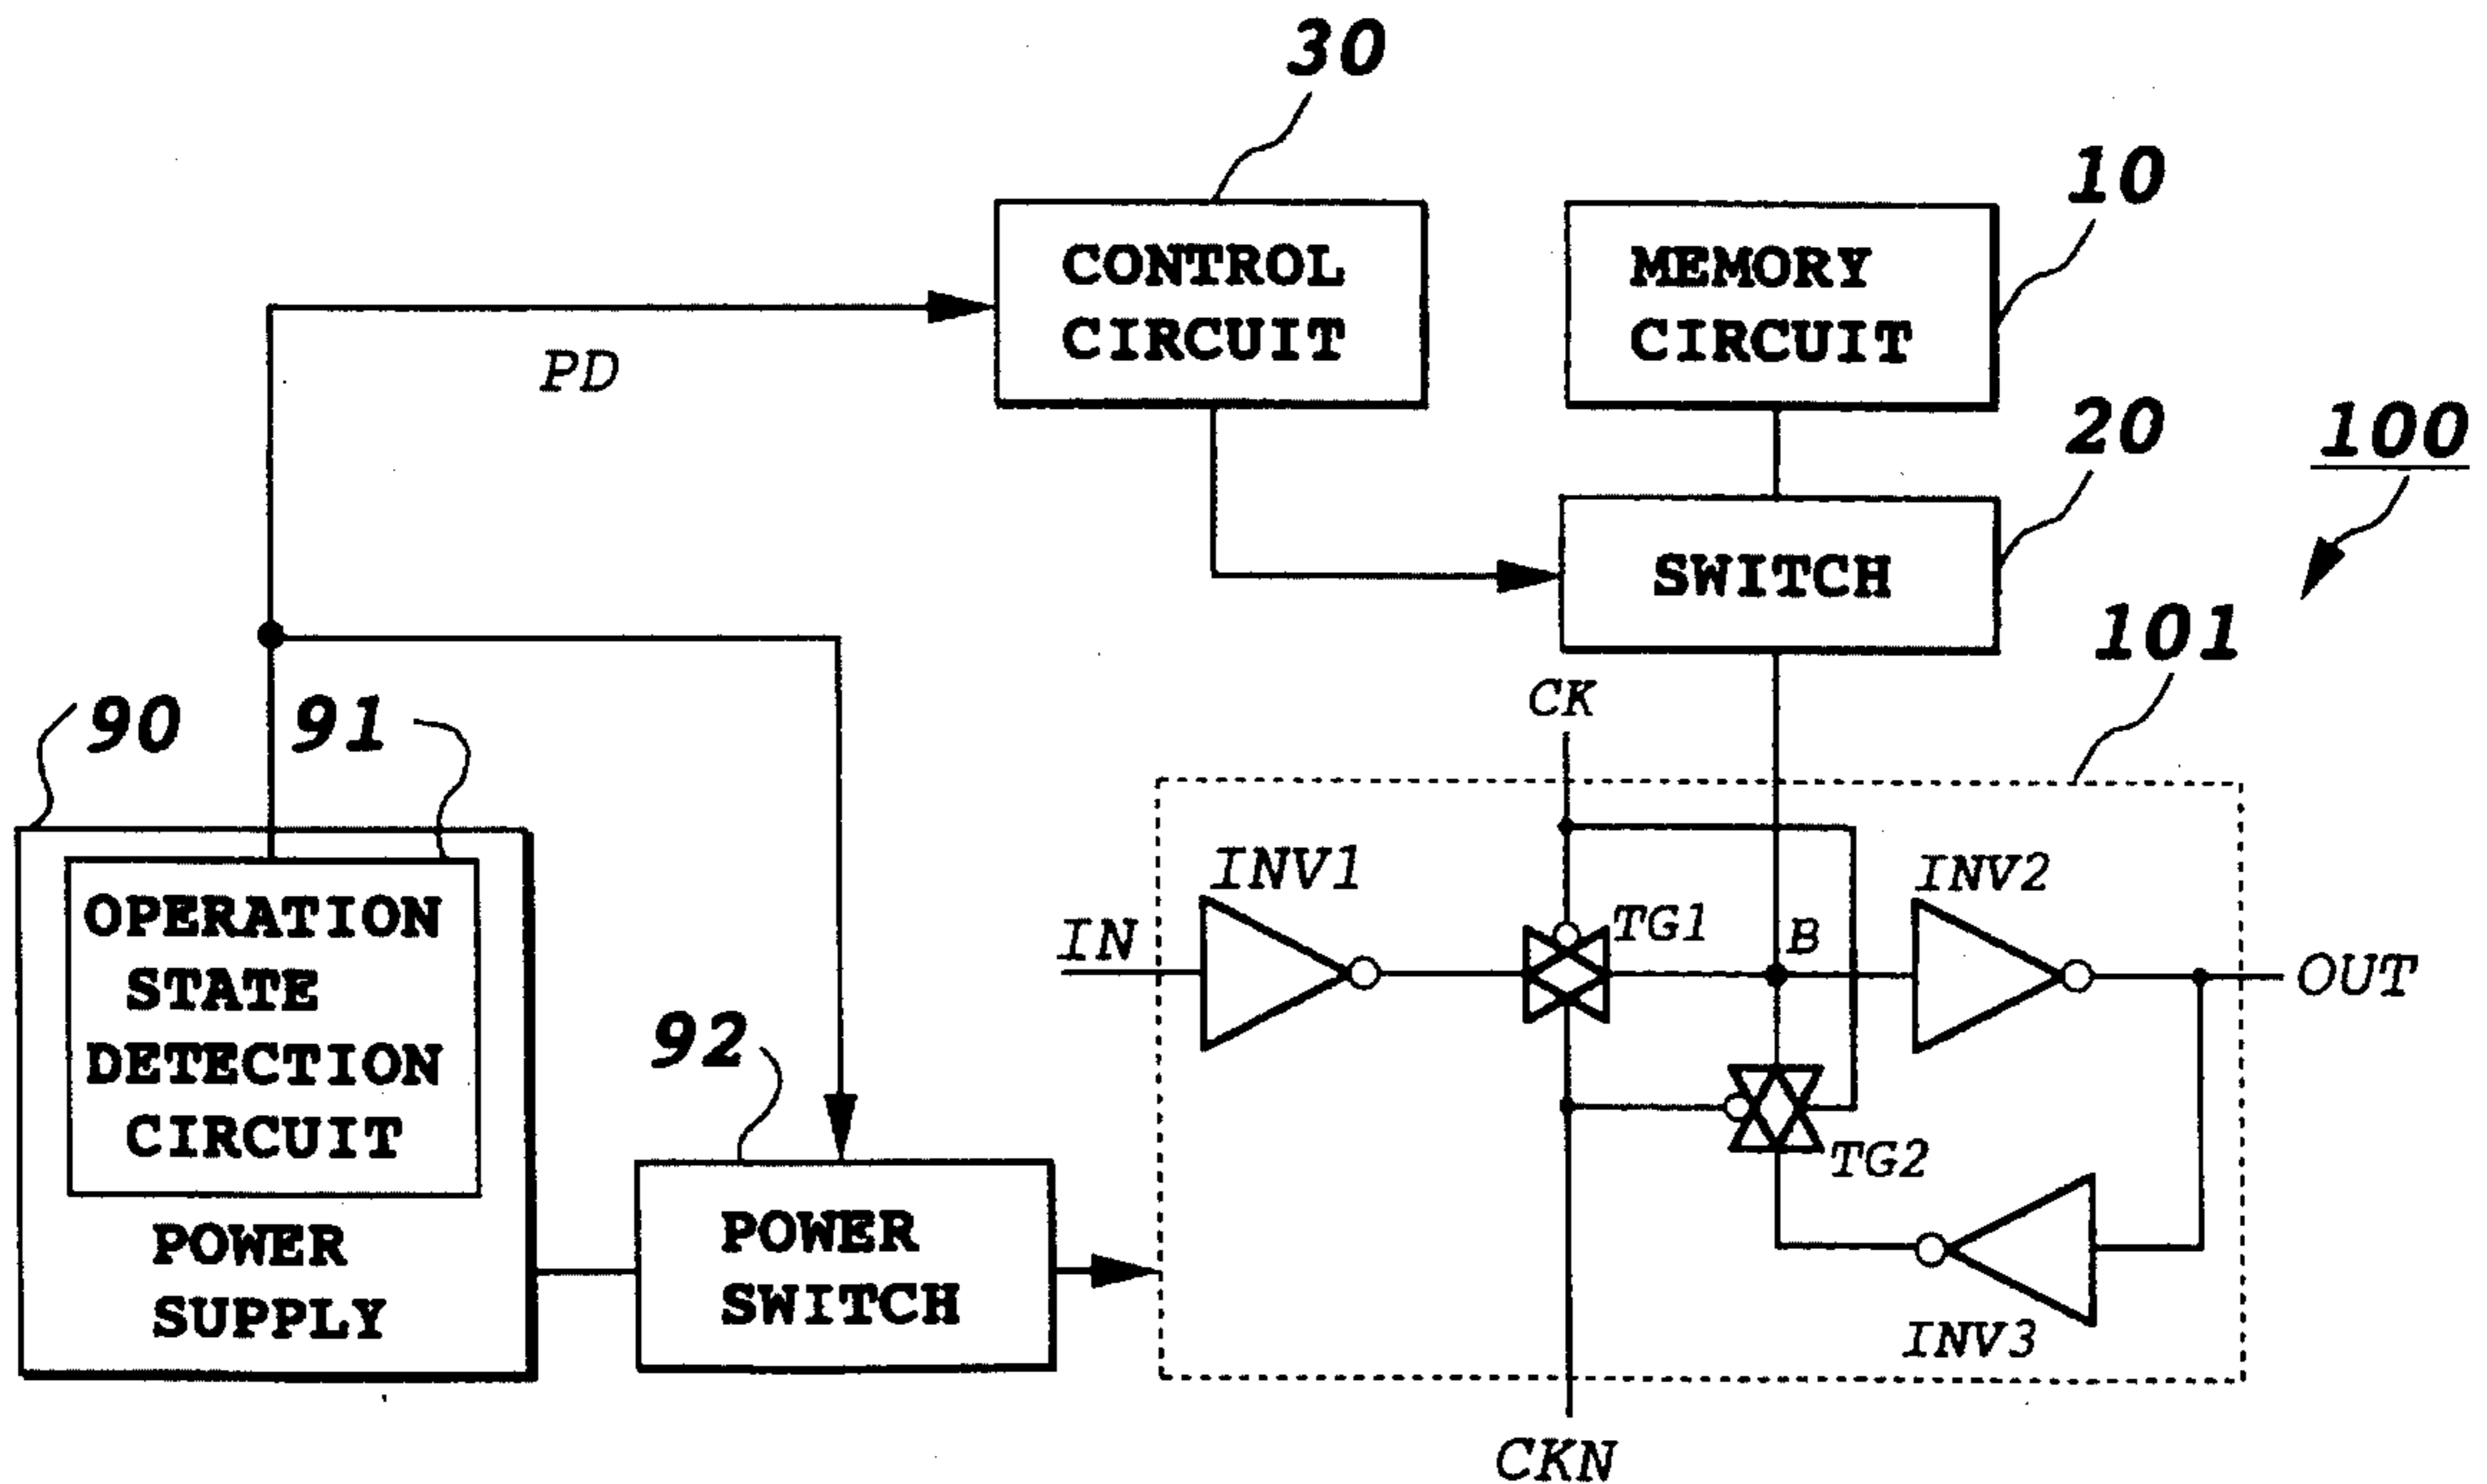 30
10
CONTROL
CIRCUIT
MEMORY
CIRCUIT
PD
20
100
SWITCH
101
CK
90
91
INV1
INV2
TG1
B
IN
OUT
OPERATION
STATE
DETECTION
CIRCUIT
92
TG2
POWER
SUPPLY
POWER
SWITCH
INV3
CKN